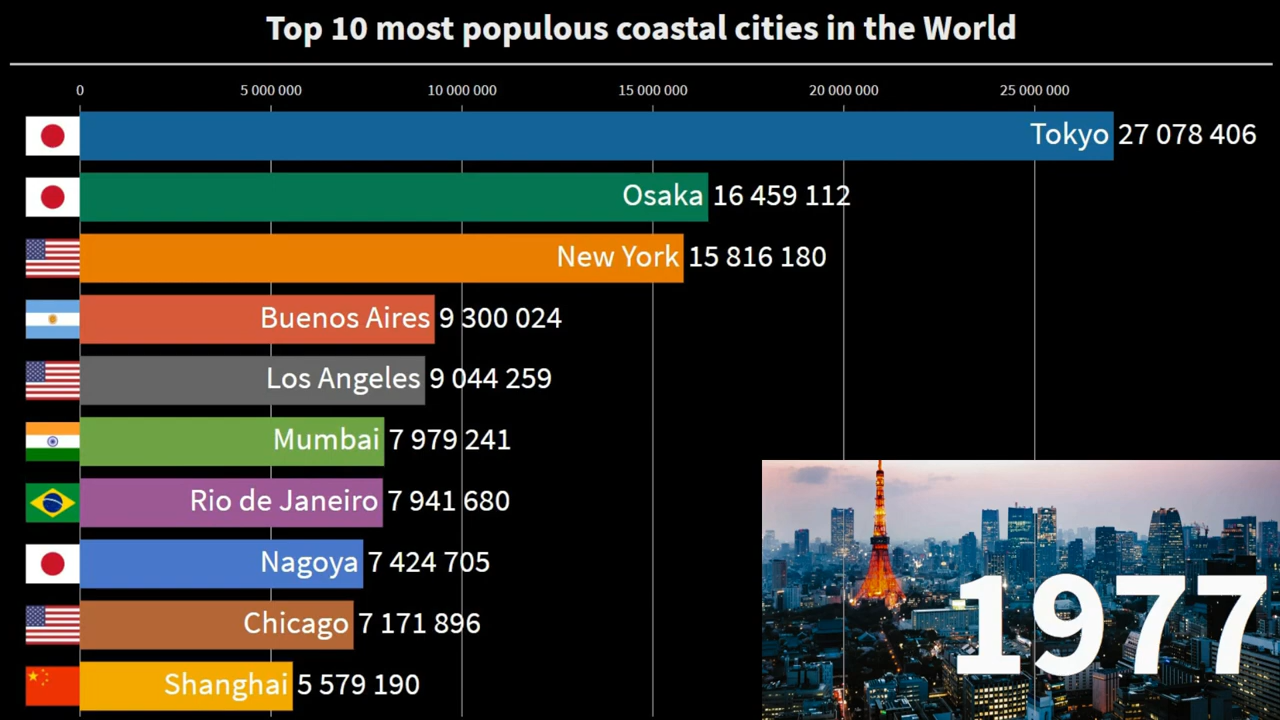 Top 10 most populous coastal cities in the World
0 5 000 000 10 000 000 15 000 000 20 000 000 25 000 000
Tokyo 27 078 406
Osaka 16 459 112
New York 15 816 180
Buenos Aires 9 300 024
Los Angeles 9 044 259
Mumbai 7 979 241
Rio de Janeiro 7 941 680
Nagoya 7 424 705
Chicago 7 171 896
Shanghai 5 579 190
1977